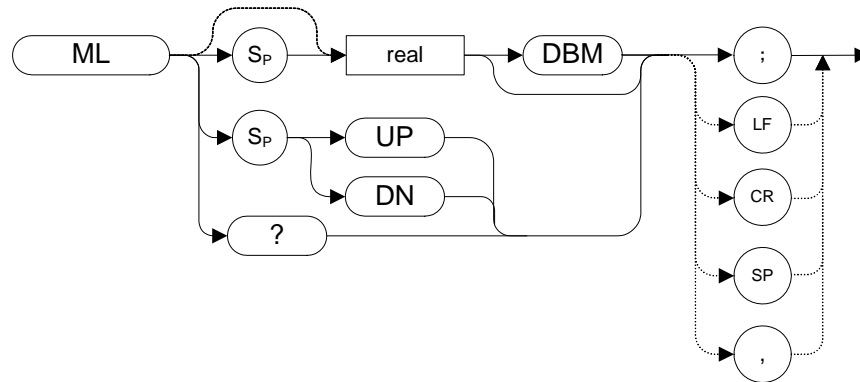 ML
SP
real
DBM
;
LF
SP
UP
CR
DN
?
SP
,